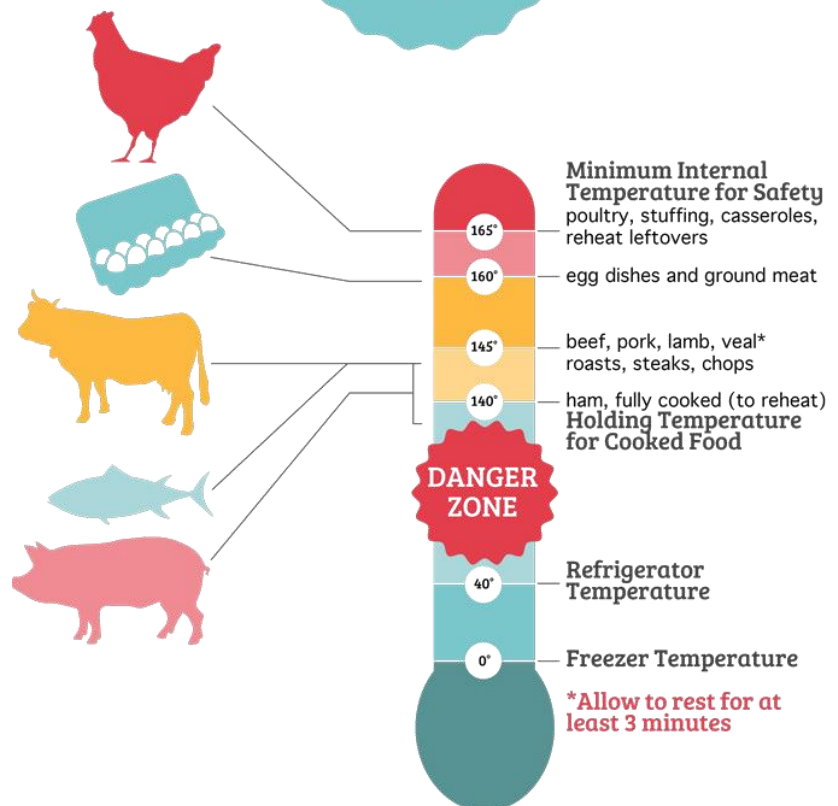 Minimum Internal
Temperature for Safety
165°
poultry, stuffing, casseroles,
reheat leftovers
160°
egg dishes and ground meat
145°
beef, pork, lamb, veal*
roasts, steaks, chops
140°
ham, fully cooked (to reheat)
Holding Temperature
for Cooked Food
DANGER
ZONE
40°
Refrigerator
Temperature
0°
Freezer Temperature
*Allow to rest for at
least 3 minutes